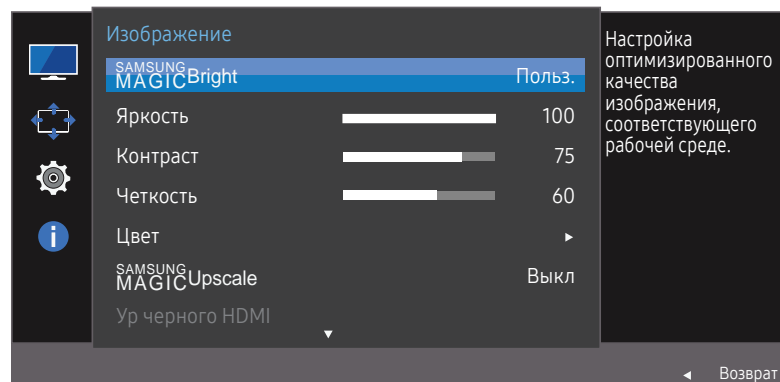 Изображение
SAMSUNG
MAGICBright Польз.
Яркость 100
Контраст 75
Четкость 60
Цвет
SAMSUNG
MAGICUpscale Выкл
Ур черного HDMI
Настройка
оптимизированного
качества
изображения,
соответствующего
рабочей среде.
Возврат